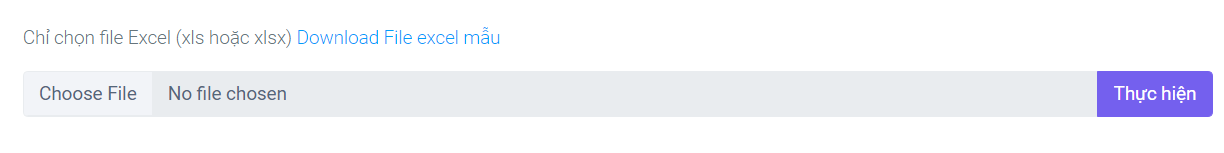 Chỉ chọn file Excel (xls hoặc xlsx) Download File excel mẫu
Choose File No file chosen Thực hiện